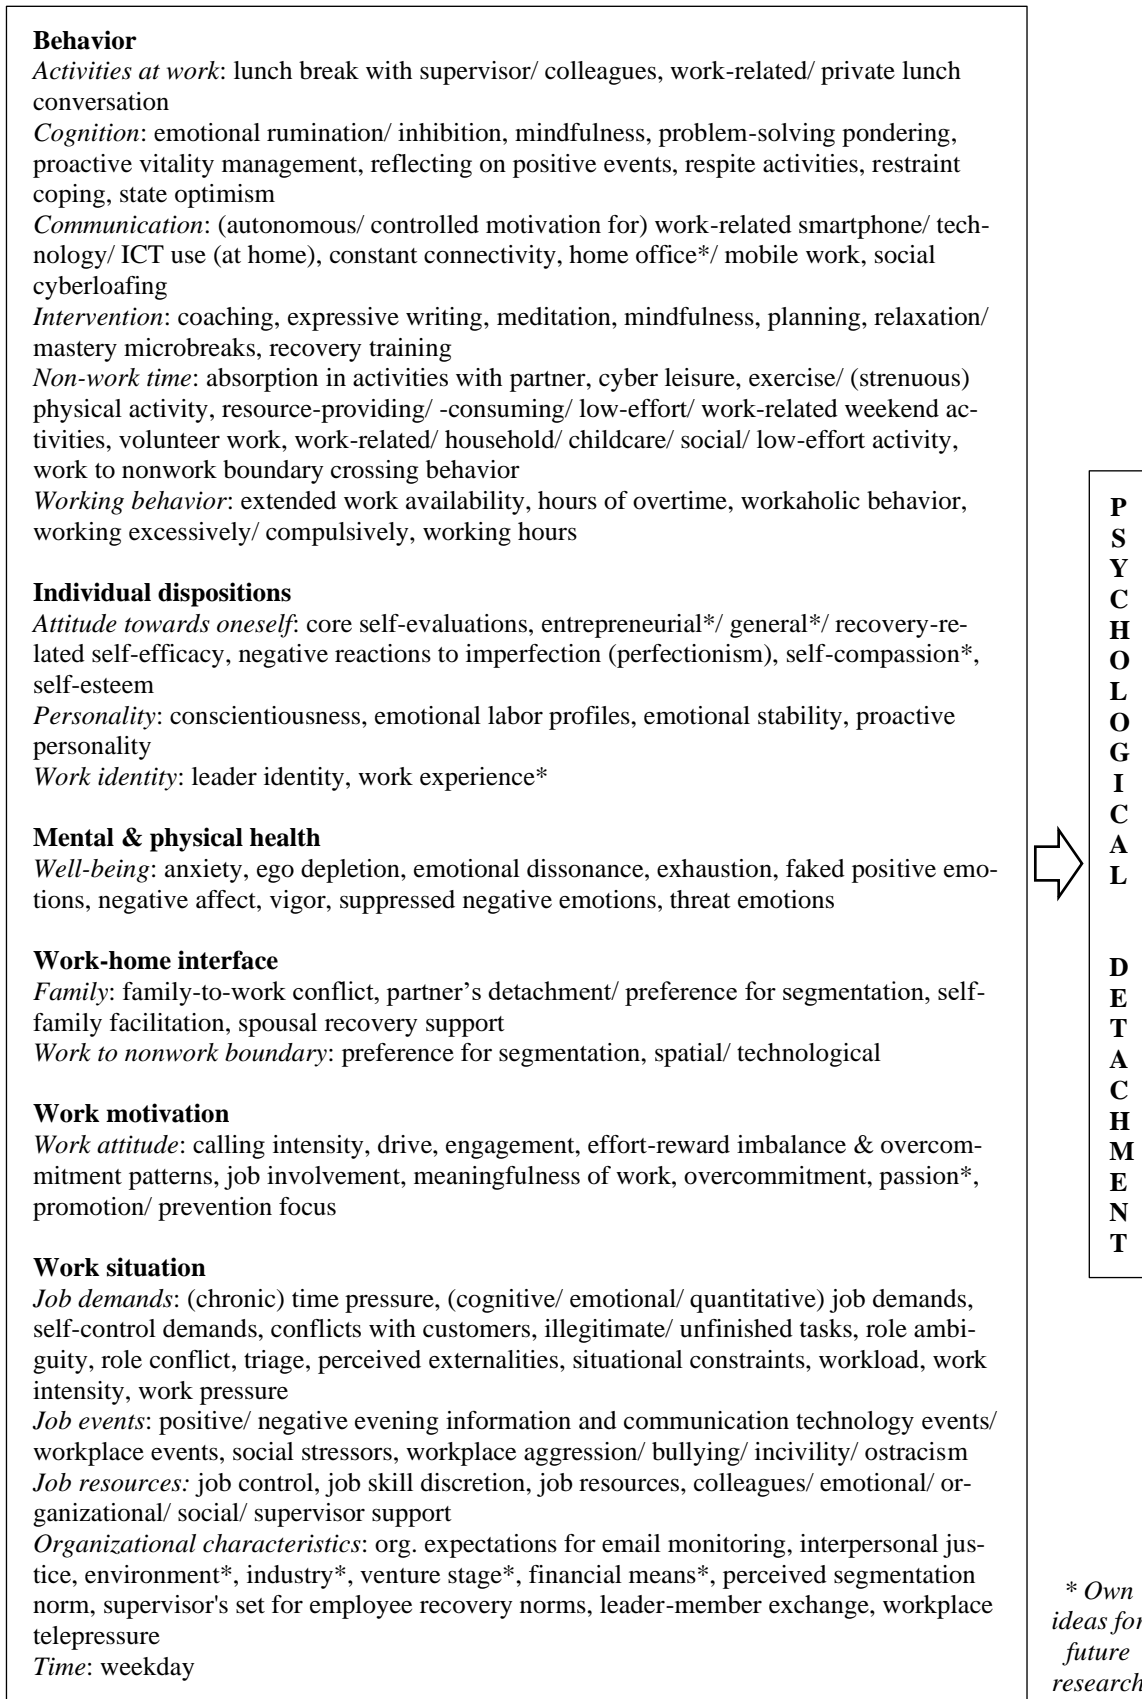 Behavior
Activities at work: lunch break with supervisor/ colleagues, work-related/ private lunch
conversation
Cognition: emotional rumination/ inhibition, mindfulness, problem-solving pondering,
proactive vitality management, reflecting on positive events, respite activities, restraint
coping, state optimism
Communication: (autonomous/ controlled motivation for) work-related smartphone/ tech-
nology/ ICT use (at home), constant connectivity, home office*/ mobile work, social
cyberloafing
Intervention: coaching, expressive writing, meditation, mindfulness, planning, relaxation/
mastery microbreaks, recovery training
Non-work time: absorption in activities with partner, cyber leisure, exercise/ (strenuous)
physical activity, resource-providing/ -consuming/ low-effort/ work-related weekend ac-
tivities, volunteer work, work-related/ household/ childcare/ social/ low-effort activity,
work to nonwork boundary crossing behavior
Working behavior: extended work availability, hours of overtime, workaholic behavior,
working excessively/ compulsively, working hours
Individual dispositions
Attitude towards oneself: core self-evaluations, entrepreneurial*/ general*/ recovery-re-
lated self-efficacy, negative reactions to imperfection (perfectionism), self-compassion*,
self-esteem
Personality: conscientiousness, emotional labor profiles, emotional stability, proactive
personality
Work identity: leader identity, work experience*
Mental & physical health
Well-being: anxiety, ego depletion, emotional dissonance, exhaustion, faked positive emo-
tions, negative affect, vigor, suppressed negative emotions, threat emotions
Work-home interface
Family: family-to-work conflict, partner's detachment/ preference for segmentation, self-
family facilitation, spousal recovery support
Work to nonwork boundary: preference for segmentation, spatial/ technological
Work motivation
Work attitude: calling intensity, drive, engagement, effort-reward imbalance & overcom-
mitment patterns, job involvement, meaningfulness of work, overcommitment, passion*,
promotion/ prevention focus
Work situation
Job demands: (chronic) time pressure, (cognitive/ emotional/ quantitative) job demands,
self-control demands, conflicts with customers, illegitimate/ unfinished tasks, role ambi-
guity, role conflict, triage, perceived externalities, situational constraints, workload, work
intensity, work pressure
Job events: positive/ negative evening information and communication technology events/
workplace events, social stressors, workplace aggression/ bullying/ incivility/ ostracism
Job resources: job control, job skill discretion, job resources, colleagues/ emotional/ or-
ganizational/ social/ supervisor support
Organizational characteristics: org. expectations for email monitoring, interpersonal jus-
tice, environment*, industry*, venture stage*, financial means*, perceived segmentation
norm, supervisor's set for employee recovery norms, leader-member exchange, workplace
telepressure
Time: weekday
PSYCHOLOGICAL
DETACHMENT
* Own
ideas for
future
research